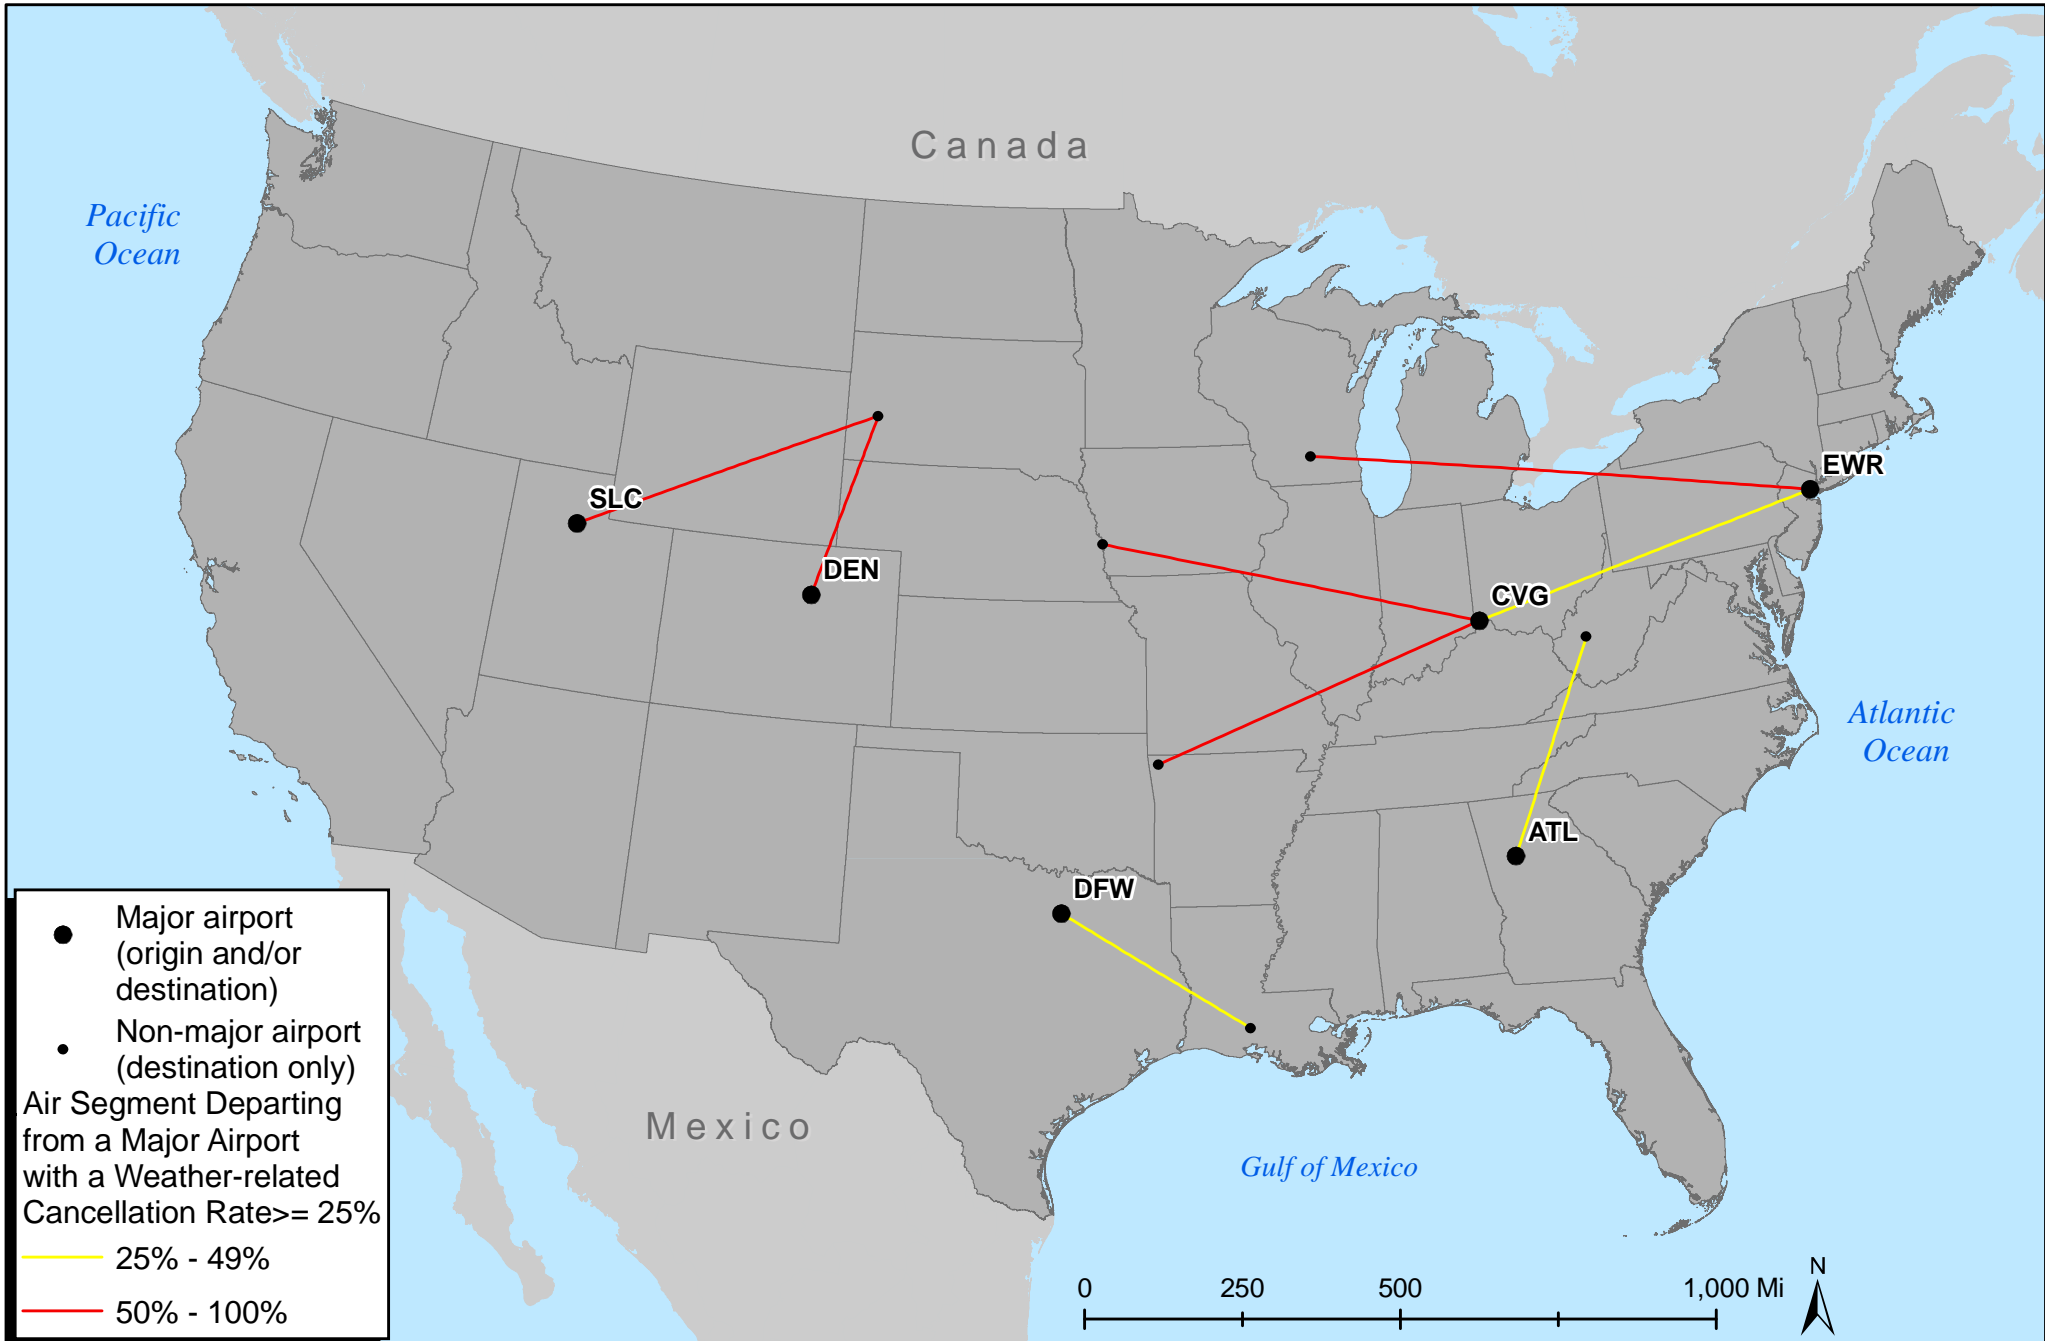 Canada
Pacific
Ocean
EWR
SLC
DEN
CVG
Atlantic
Ocean
ATL
DFW
Mexico
Gulf of Mexico
Major airport
(origin and/or
destination)
Non-major airport
(destination only)
Air Segment Departing
from a Major Airport
with a Weather-related
Cancellation Rate>= 25%
25% - 49%
50% - 100%
0 250 500 1,000 Mi
N